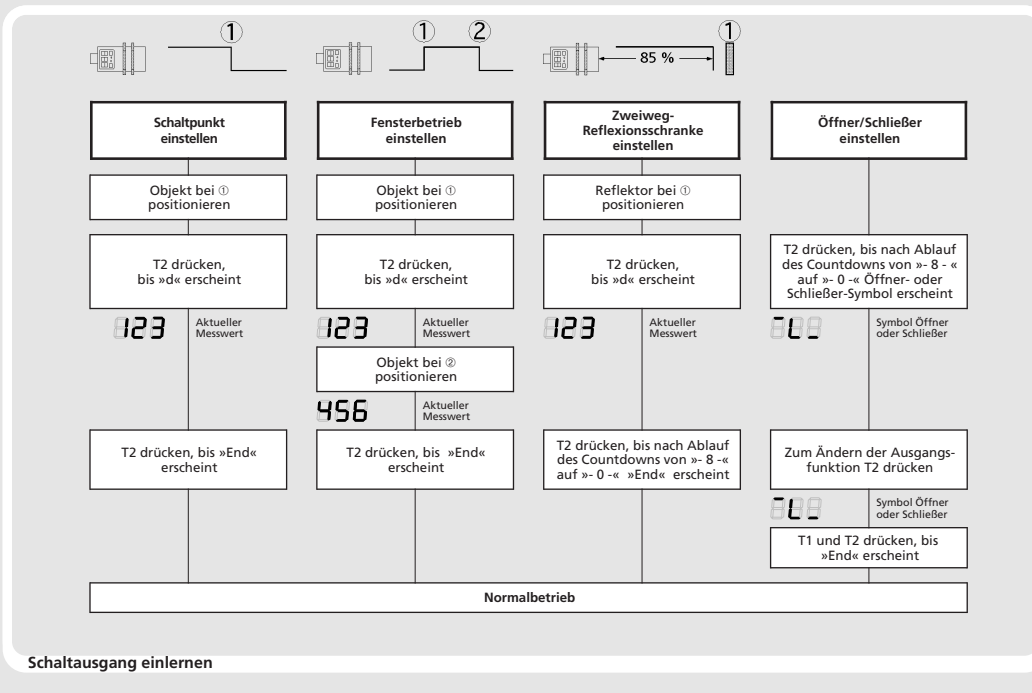 ①
① ②
85 %
①
Schaltpunkt
einstellen
Objekt bei ①
positionieren
T2 drücken,
bis »d« erscheint
123
Aktueller
Messwert
T2 drücken, bis »End«
erscheint
Fensterbetrieb
einstellen
Objekt bei ①
positionieren
T2 drücken,
bis »d« erscheint
123
Aktueller
Messwert
Objekt bei ②
positionieren
456
Aktueller
Messwert
T2 drücken, bis »End«
erscheint
Zweiweg-
Reflexionsschranke
einstellen
Reflektor bei ①
positionieren
T2 drücken,
bis »d« erscheint
123
Aktueller
Messwert
T2 drücken, bis nach Ablauf
des Countdowns von »- 8 -«
auf »- 0 -« »End« erscheint
Öffner/Schließer
einstellen
T2 drücken, bis nach Ablauf
des Countdowns von »- 8 - «
auf »- 0 -« Öffner- oder
Schließer-Symbol erscheint
Symbol Öffner
oder Schließer
Zum Ändern der Ausgangs-
funktion T2 drücken
Symbol Öffner
oder Schließer
T1 und T2 drücken, bis
»End« erscheint
Normalbetrieb
Schaltausgang einlernen